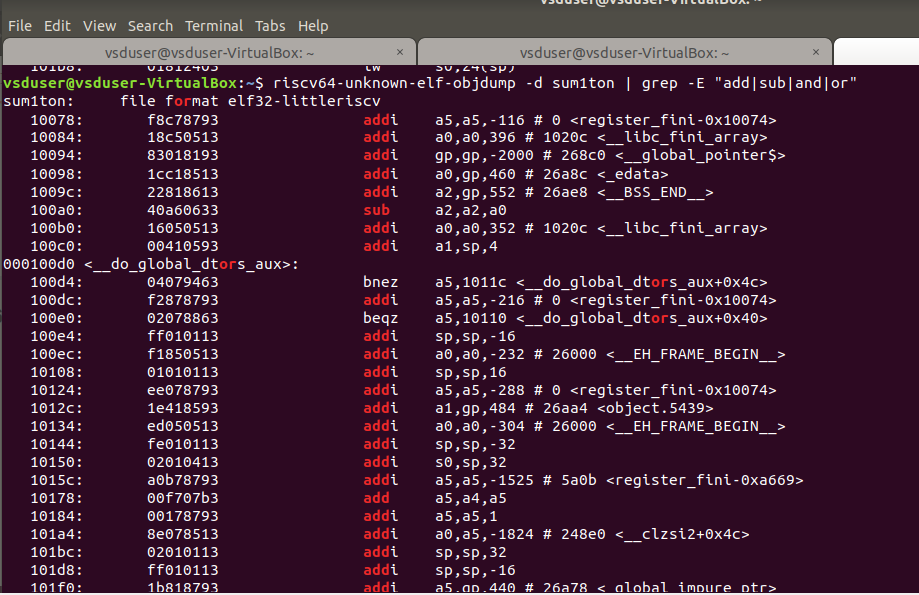 File Edit View Search Terminal Tabs Help
vsduser@vsduser-VirtualBox: ~ × vsduser@vsduser-VirtualBox: ~ ×
vsduser@vsduser-VirtualBox:~$ riscv64-unknown-elf-objdump -d sum1ton | grep -E "add|sub|and|or"
sum1ton:     file format elf32-littleriscv
10078: f8c78793 addi a5,a5,-116 # 0 <register_fini-0x10074>
10084: 18c50513 addi a0,a0,396 # 1020c <__libc_fini_array>
10094: 83018193 addi gp,gp,-2000 # 268c0 <__global_pointer$>
10098: 1cc18513 addi a0,gp,460 # 26a8c <_edata>
1009c: 22818613 addi a2,gp,552 # 26ae8 <__BSS_END__>
100a0: 40a60633 sub a2,a2,a0
100b0: 16050513 addi a0,a0,352 # 1020c <__libc_fini_array>
100c0: 00410593 addi a1,sp,4
000100d0 <__do_global_dtors_aux>:
100d4: 04079463 bnez a5,1011c <__do_global_dtors_aux+0x4c>
100dc: f2878793 addi a5,a5,-216 # 0 <register_fini-0x10074>
100e0: 02078863 beqz a5,10110 <__do_global_dtors_aux+0x40>
100e4: ff010113 addi sp,sp,-16
100ec: f1850513 addi a0,a0,-232 # 26000 <__EH_FRAME_BEGIN__>
10108: 01010113 addi sp,sp,16
10124: ee078793 addi a5,a5,-288 # 0 <register_fini-0x10074>
1012c: 1e418593 addi a1,gp,484 # 26aa4 <object.5439>
10134: ed050513 addi a0,a0,-304 # 26000 <__EH_FRAME_BEGIN__>
10144: fe010113 addi sp,sp,-32
10150: 02010413 addi s0,sp,32
1015c: a0b78793 addi a5,a5,-1525 # 5a0b <register_fini-0xa669>
10178: 00f707b3 add a5,a4,a5
10184: 00178793 addi a5,a5,1
101a4: 8e078513 addi a0,a5,-1824 # 248e0 <__clzsi2+0x4c>
101bc: 02010113 addi sp,sp,32
101d8: ff010113 addi sp,sp,-16
101f0: 1b818793 addi a5,gp,440 # 26a78 <_global_impure_ptr>